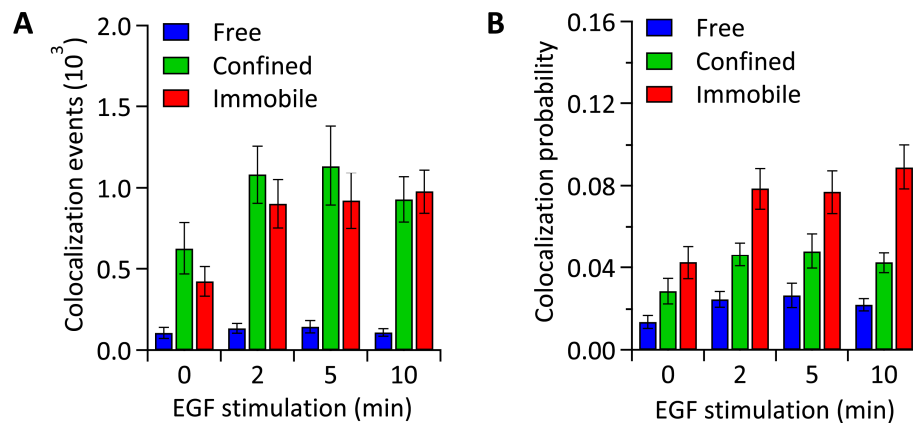 A
Colocalization events (10³)
2.0
1.5
1.0
0.5
0.0
Free
Confined
Immobile
0 2 5 10
EGF stimulation (min)
B
Colocalization probability
0.16
0.12
0.08
0.04
0.00
Free
Confined
Immobile
0 2 5 10
EGF stimulation (min)